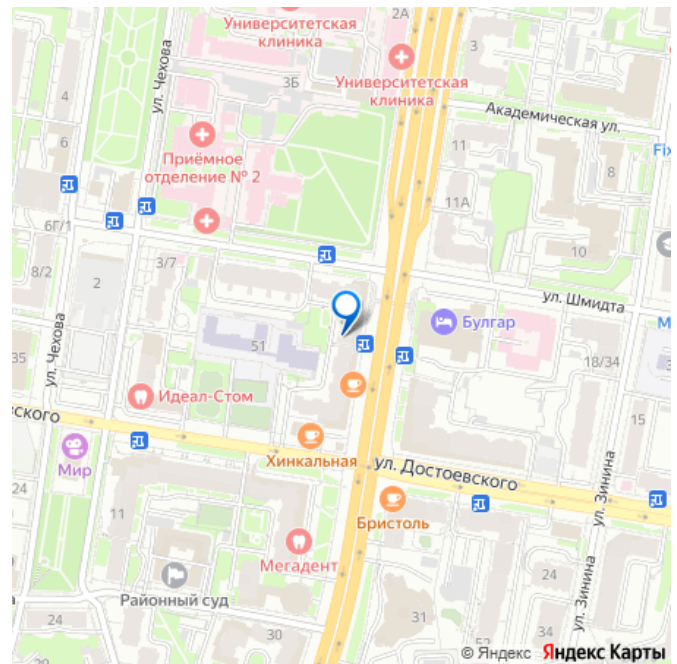 2А
Университетская
клиника
ул. Чехова
3Б
3
Университетская
клиника
4
Академическая ул.
6
11
Приёмное
отделение № 2
Fix
8
11А
6Г/1
10
3/7
8/2
2
ул. Шмидта
Булгар
М
ул. Чехова
51
35
18/34
Идеал-Стом
15
вского
Хинкальная
ул. Достоевского
Мир
24
ул. Зинина
11
Бристоль
Мегадент
24
Районный суд
ул. Зинина
24
31
30
52
34
© Яндекс Яндекс Карты